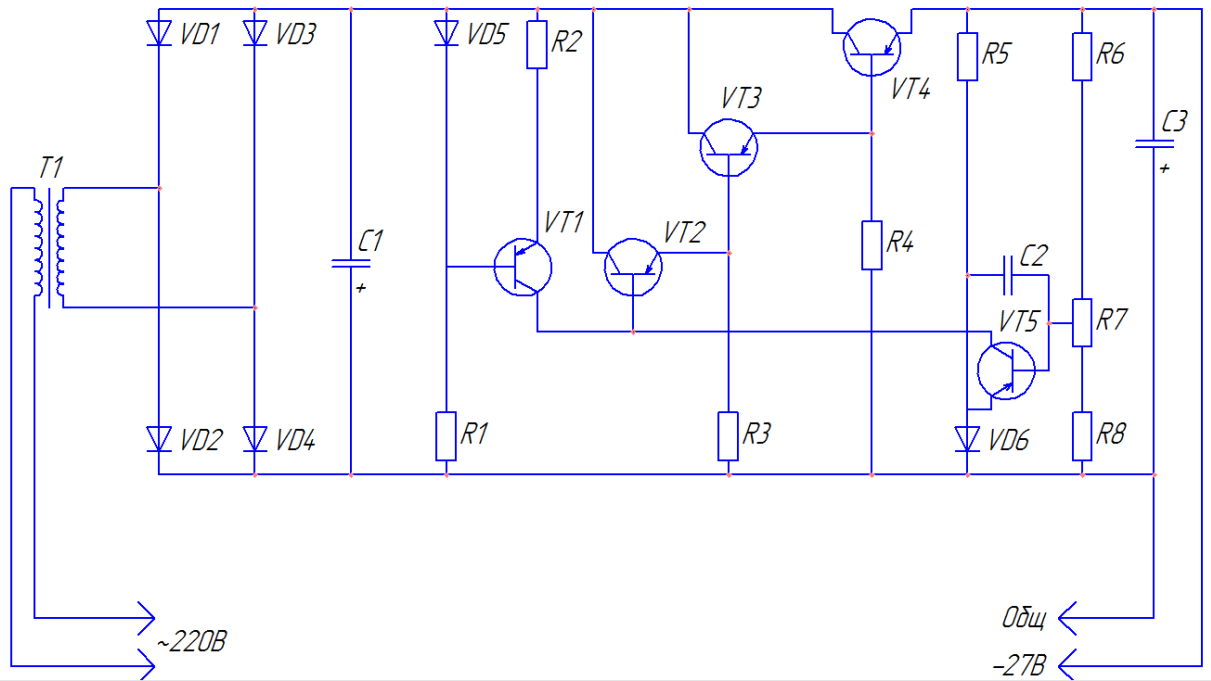 VD1
VD3
VD5
R2
VT4
R5
R6
VT3
C3
+
T1
VT1
VT2
C1
+
R4
C2
VT5
R7
VD2
VD4
R1
R3
VD6
R8
~220В
Общ
-27В